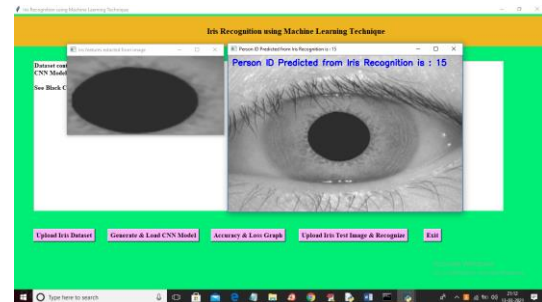 Iris Recognition using Machine Learning Technique
Iris Recognition using Machine Learning Technique
Iris features extracted from image
Person ID Predicted from Iris Recognition is : 15
Person ID Predicted from Iris Recognition is : 15
Dataset cont
CNN Model
See Black C
Upload Iris Dataset
Generate & Load CNN Model
Accuracy & Loss Graph
Upload Iris Test Image & Recognize
Exit
Type here to search
21:12